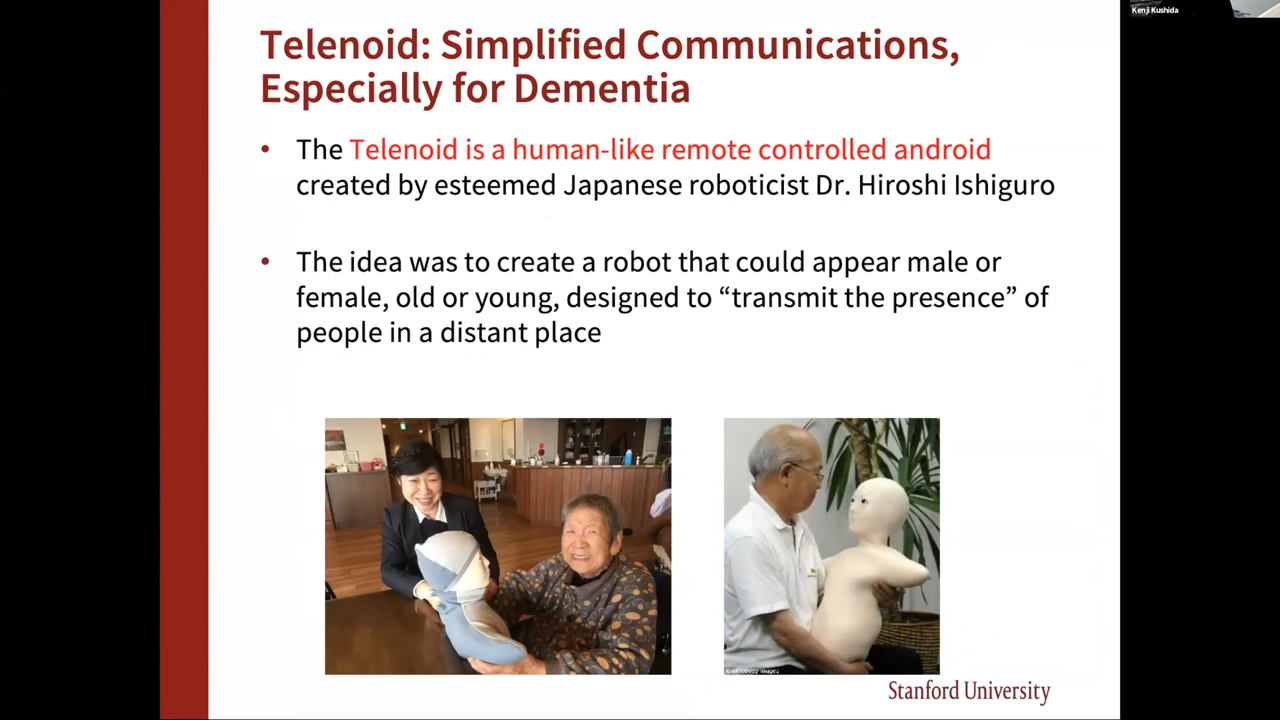 Kenji Kushida
Telenoid: Simplified Communications,
Especially for Dementia
• The Telenoid is a human-like remote controlled android
created by esteemed Japanese roboticist Dr. Hiroshi Ishiguro
• The idea was to create a robot that could appear male or
female, old or young, designed to “transmit the presence” of
people in a distant place
Stanford University